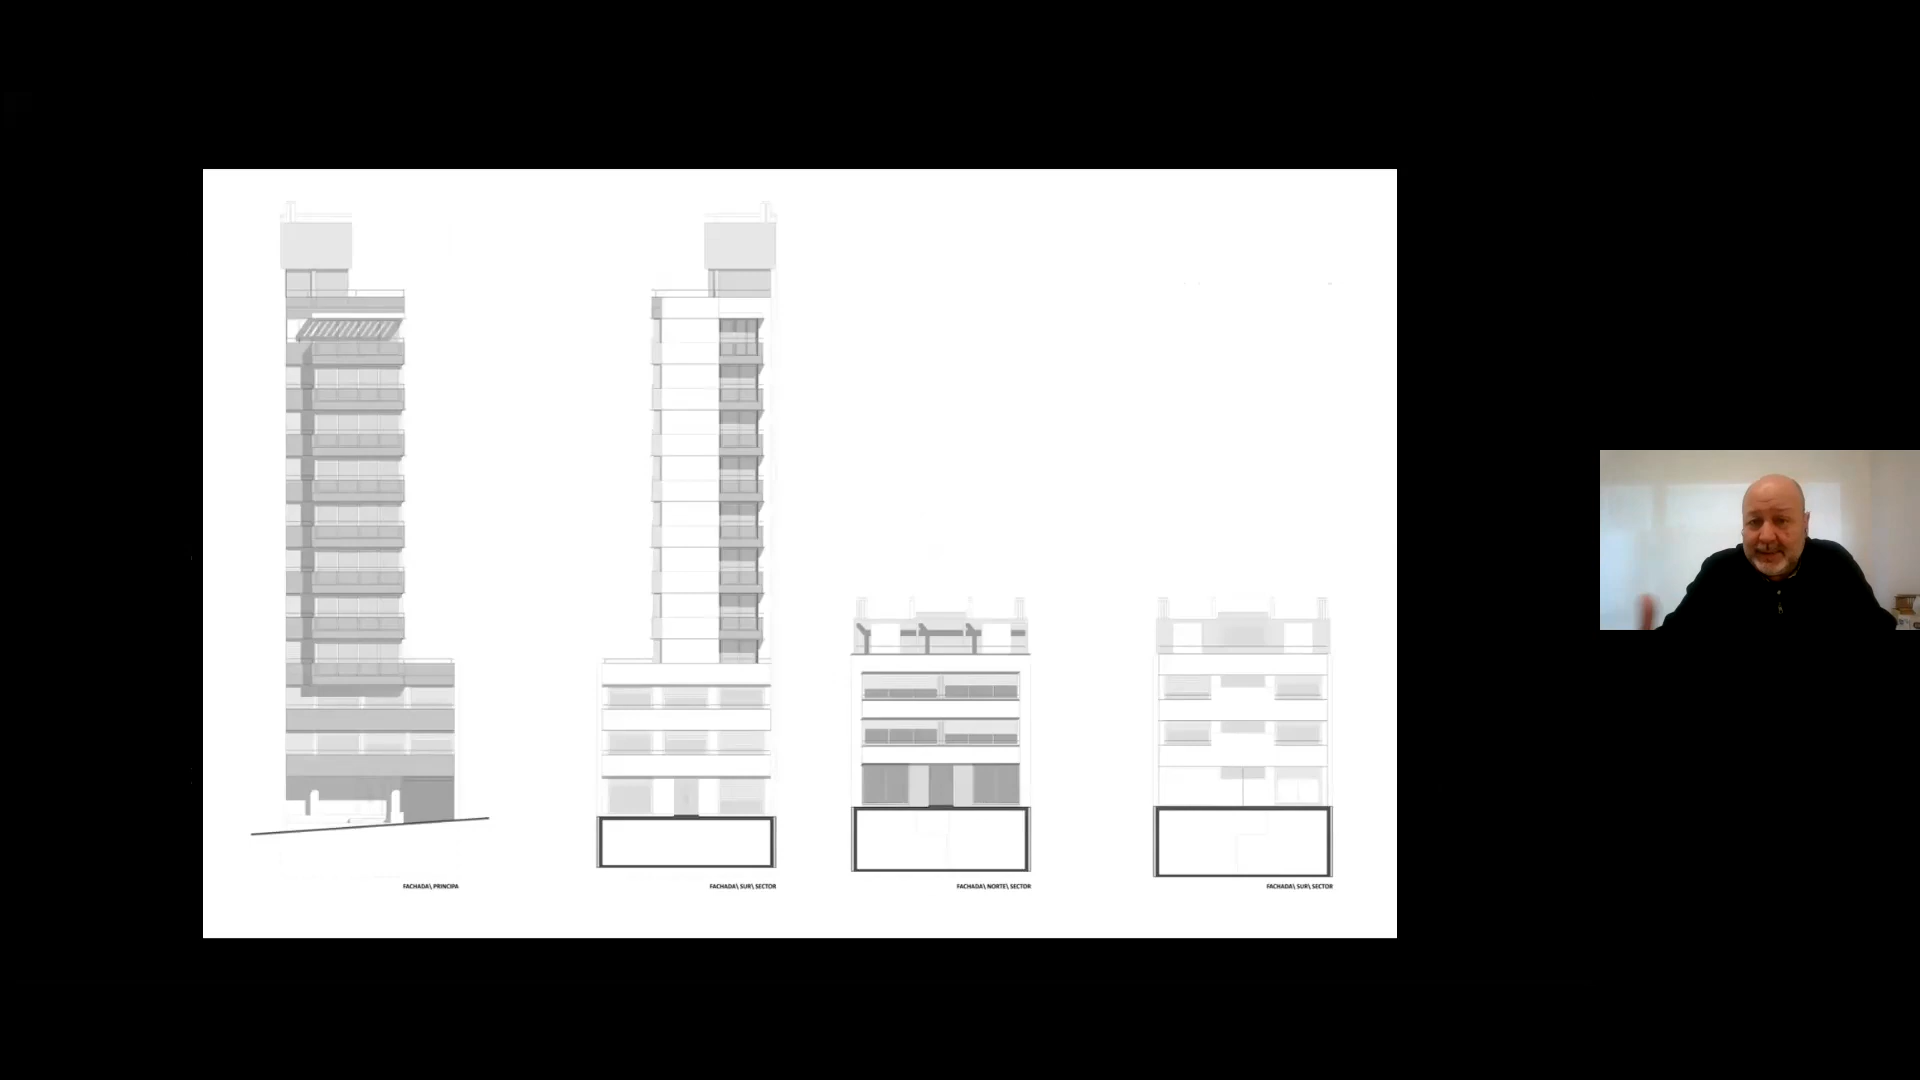 FACHADA\ PRINCIPA
FACHADA\ SUR\ SECTOR
FACHADA\ NORTE\ SECTOR
FACHADA\ SUR\ SECTOR